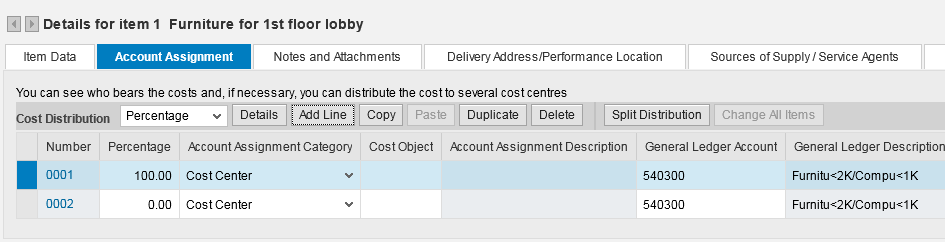 Details for item 1 Furniture for 1st floor lobby
Item Data Account Assignment Notes and Attachments Delivery Address/Performance Location Sources of Supply / Service Agents
You can see who bears the costs and, if necessary, you can distribute the cost to several cost centres
Cost Distribution Percentage Details Add Line Copy Paste Duplicate Delete Split Distribution Change All Items
Number Percentage Account Assignment Category Cost Object Account Assignment Description General Ledger Account General Ledger Description
0001 100.00 Cost Center 540300 Furnitu<2K/Compu<1K
0002 0.00 Cost Center 540300 Furnitu<2K/Compu<1K